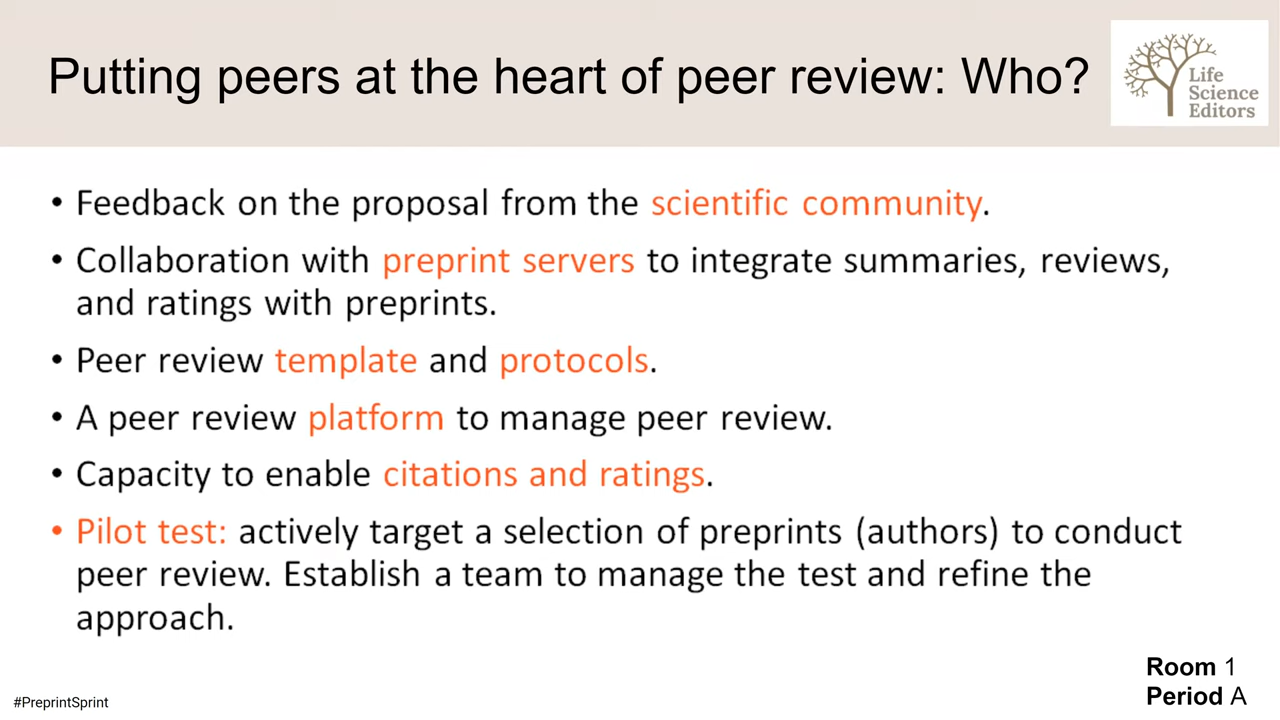 Putting peers at the heart of peer review: Who?
Life
Science
Editors
• Feedback on the proposal from the scientific community.
• Collaboration with preprint servers to integrate summaries, reviews,
and ratings with preprints.
• Peer review template and protocols.
• A peer review platform to manage peer review.
• Capacity to enable citations and ratings.
• Pilot test: actively target a selection of preprints (authors) to conduct
peer review. Establish a team to manage the test and refine the
approach.
Room 1
Period A
#PreprintSprint